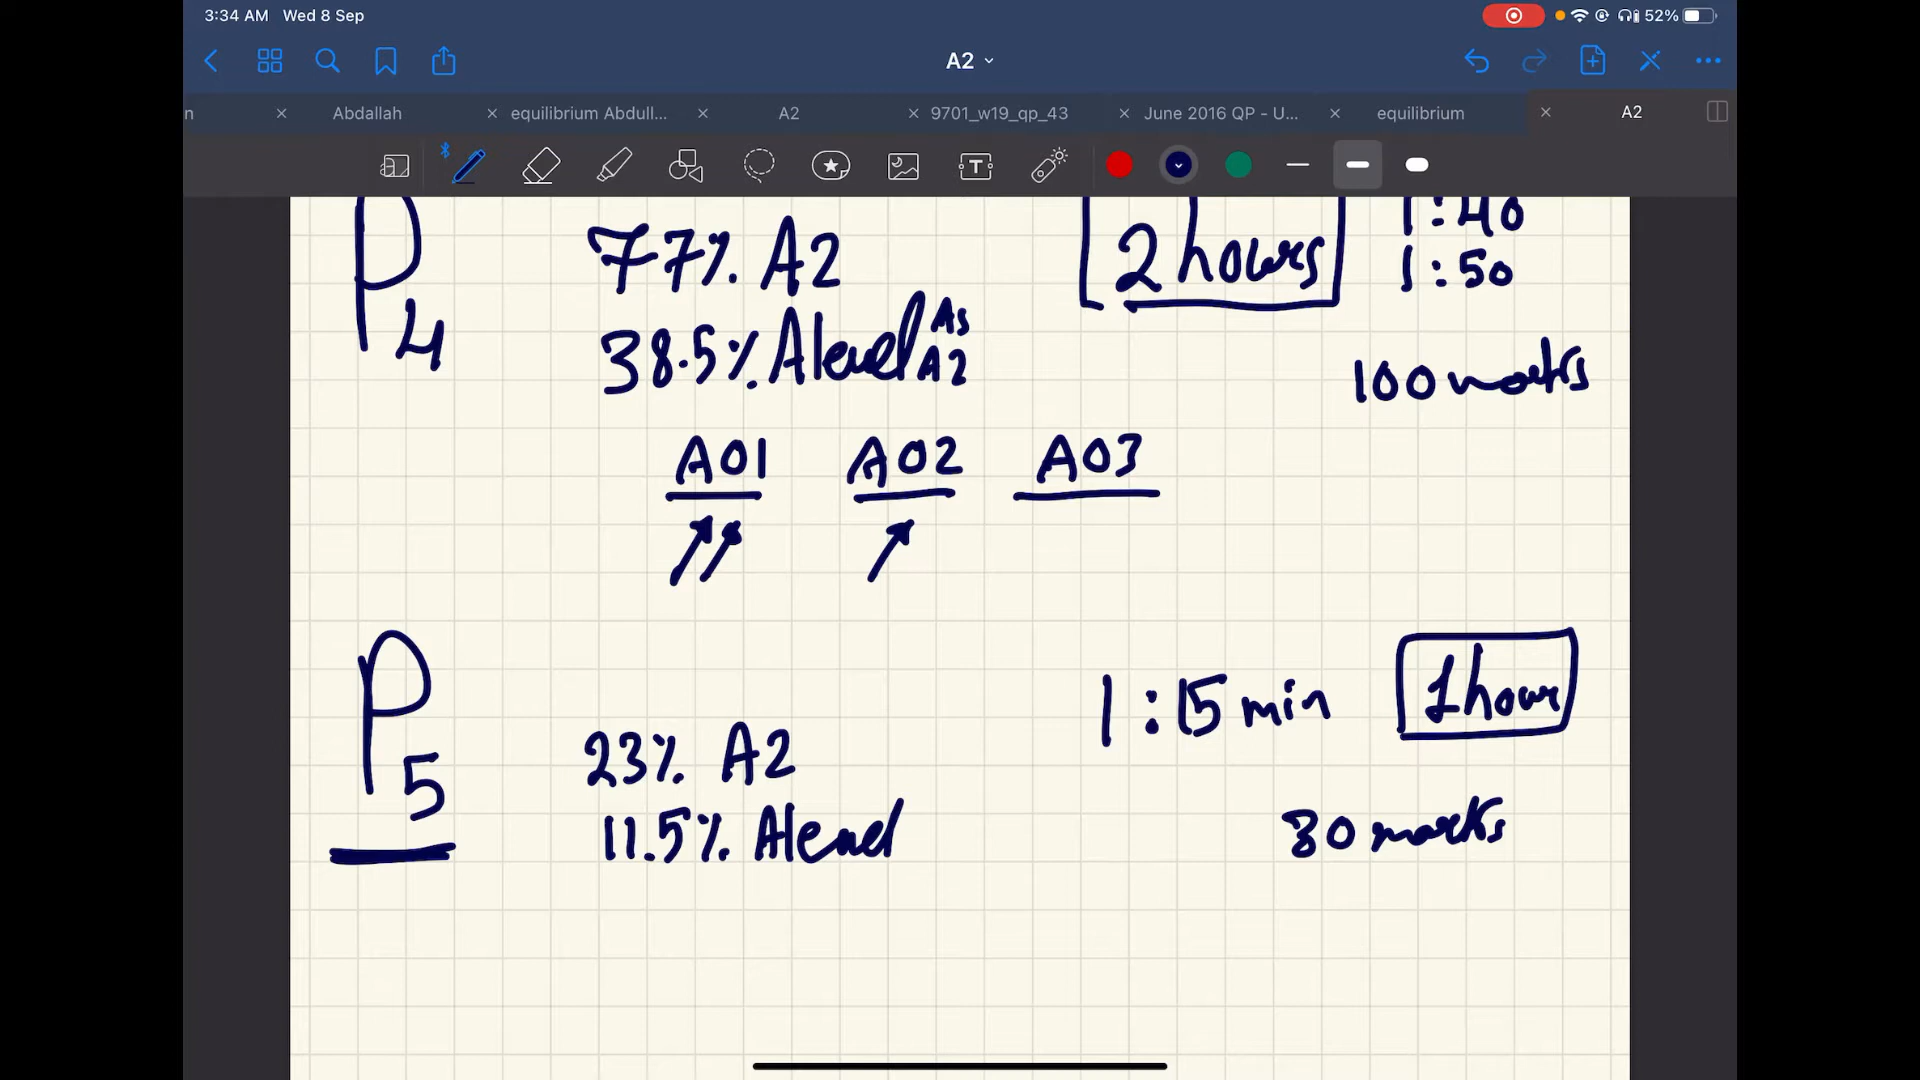 3:34 AM Wed 8 Sep
52%
A2
n
Abdallah
equilibrium Abdull...
A2
9701_w19_qp_43
June 2016 QP - U...
equilibrium
A2
P4
77% A2
2 hours
1:40
1:50
38.5% Alevel As A2
100 marks
A01 A02 A03
P5
1:15 min
1 hour
23% A2
11.5% Alevel
30 marks